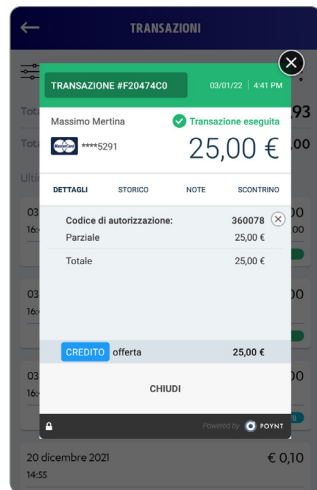 TRANSAZIONI
TRANSAZIONE #F20474C0 03/01/22 | 4:41 PM
Massimo Mertina Transazione eseguita
MasterCard ****5291 25,00 €
DETTAGLI STORICO NOTE SCONTRINO
Codice di autorizzazione: 360078
Parziale 25,00 €
Totale 25,00 €
CREDITO offerta 25,00 €
CHIUDI
Powered by POYNT
20 dicembre 2021 € 0,10
14:55